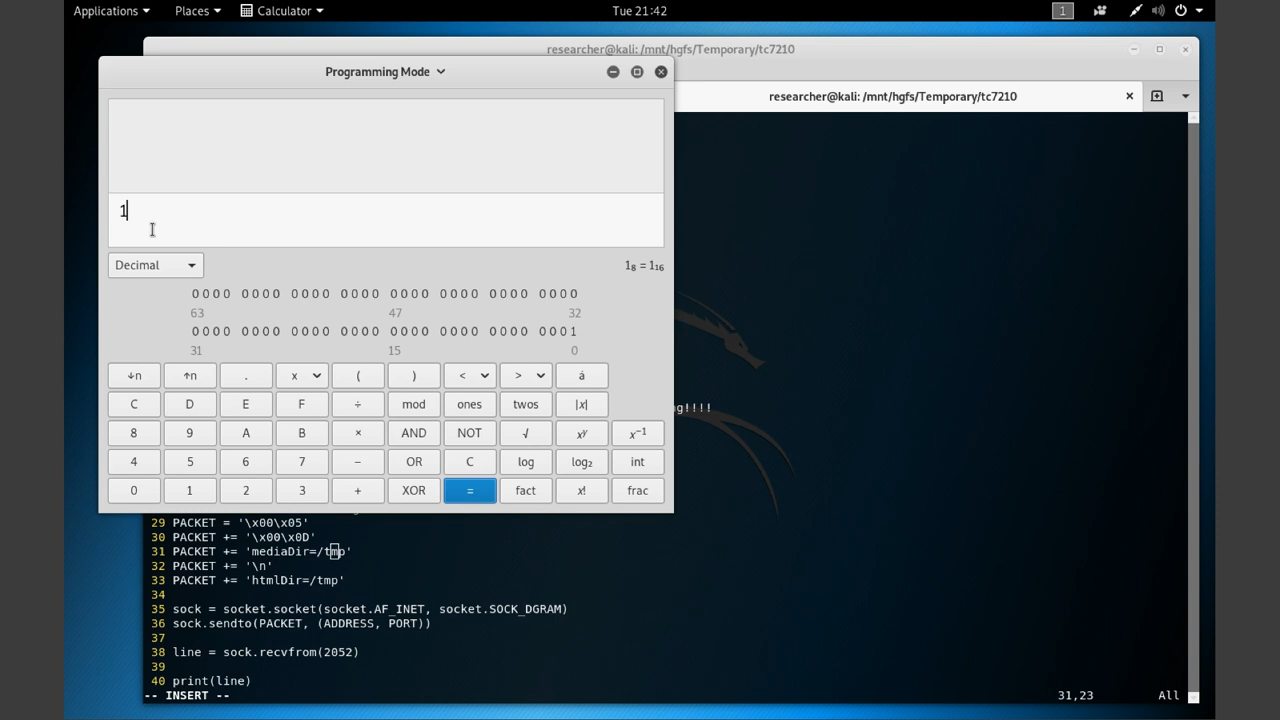 Applications Places Calculator Tue 21:42 1
researcher@kali: /mnt/hgfs/Temporary/tc7210
Programming Mode
researcher@kali: /mnt/hgfs/Temporary/tc7210
1
Decimal 1₈ = 1₁₆
0000 0000 0000 0000 0000 0000 0000 0000
63 47 32
0000 0000 0000 0000 0000 0000 0000 0001
31 15 0
↓n ↑n . x ( ) < > á
C D E F ÷ mod ones twos |x|
8 9 A B × AND NOT √ xʸ x⁻¹
4 5 6 7 − OR C log log₂ int
0 1 2 3 + XOR = fact x! frac
g!!!!
29 PACKET = '\x00\x05'
30 PACKET += '\x00\x0D'
31 PACKET += 'mediaDir=/tmp'
32 PACKET += '\n'
33 PACKET += 'htmlDir=/tmp'
34
35 sock = socket.socket(socket.AF_INET, socket.SOCK_DGRAM)
36 sock.sendto(PACKET, (ADDRESS, PORT))
37
38 line = sock.recvfrom(2052)
39
40 print(line)
-- INSERT -- 31,23 All